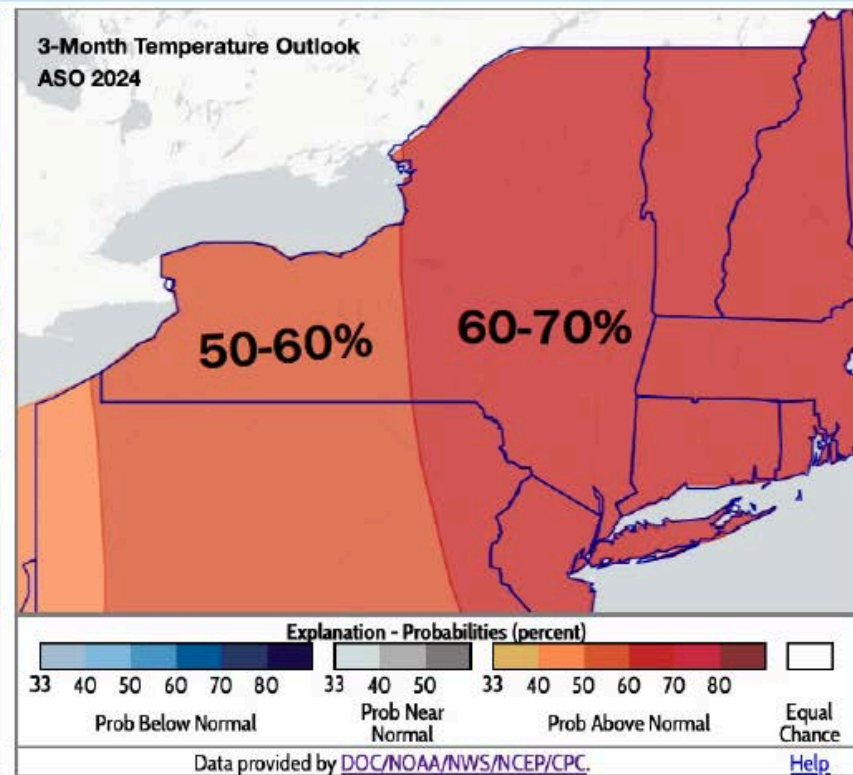 3-Month Temperature Outlook
ASO 2024
50-60%
60-70%
Explanation - Probabilities (percent)
33 40 50 60 70 80
33 40 50
33 40 50 60 70 80
Prob Below Normal
Prob Near
Normal
Prob Above Normal
Equal
Chance
Data provided by DOC/NOAA/NWS/NCEP/CPC.
Help